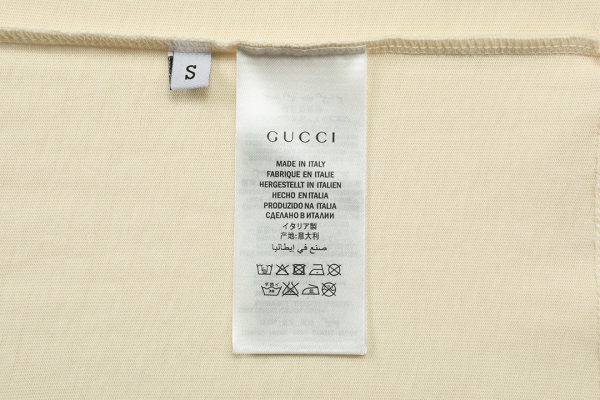 S
GUCCI
MADE IN ITALY
FABRIQUE EN ITALIE
HERGESTELLT IN ITALIEN
HECHO EN ITALIA
PRODUZIDO NA ITALIA
СДЕЛАНО В ИТАЛИИ
イタリア製
产地:意大利
صنع في إيطاليا